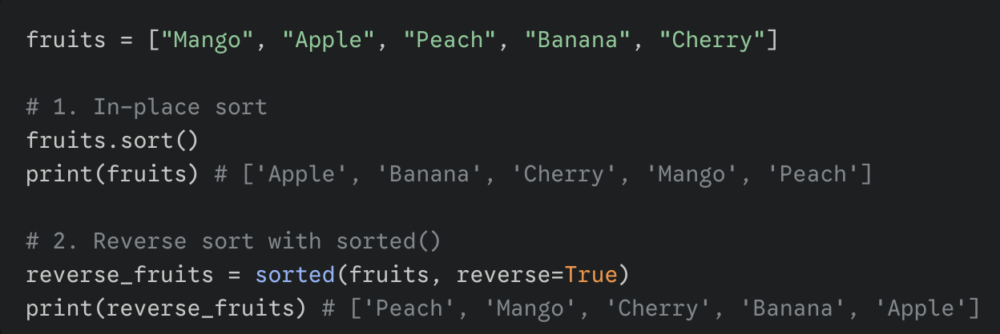 fruits = ["Mango", "Apple", "Peach", "Banana", "Cherry"]
# 1. In-place sort
fruits.sort()
print(fruits) # ['Apple', 'Banana', 'Cherry', 'Mango', 'Peach']
# 2. Reverse sort with sorted()
reverse_fruits = sorted(fruits, reverse=True)
print(reverse_fruits) # ['Peach', 'Mango', 'Cherry', 'Banana', 'Apple']